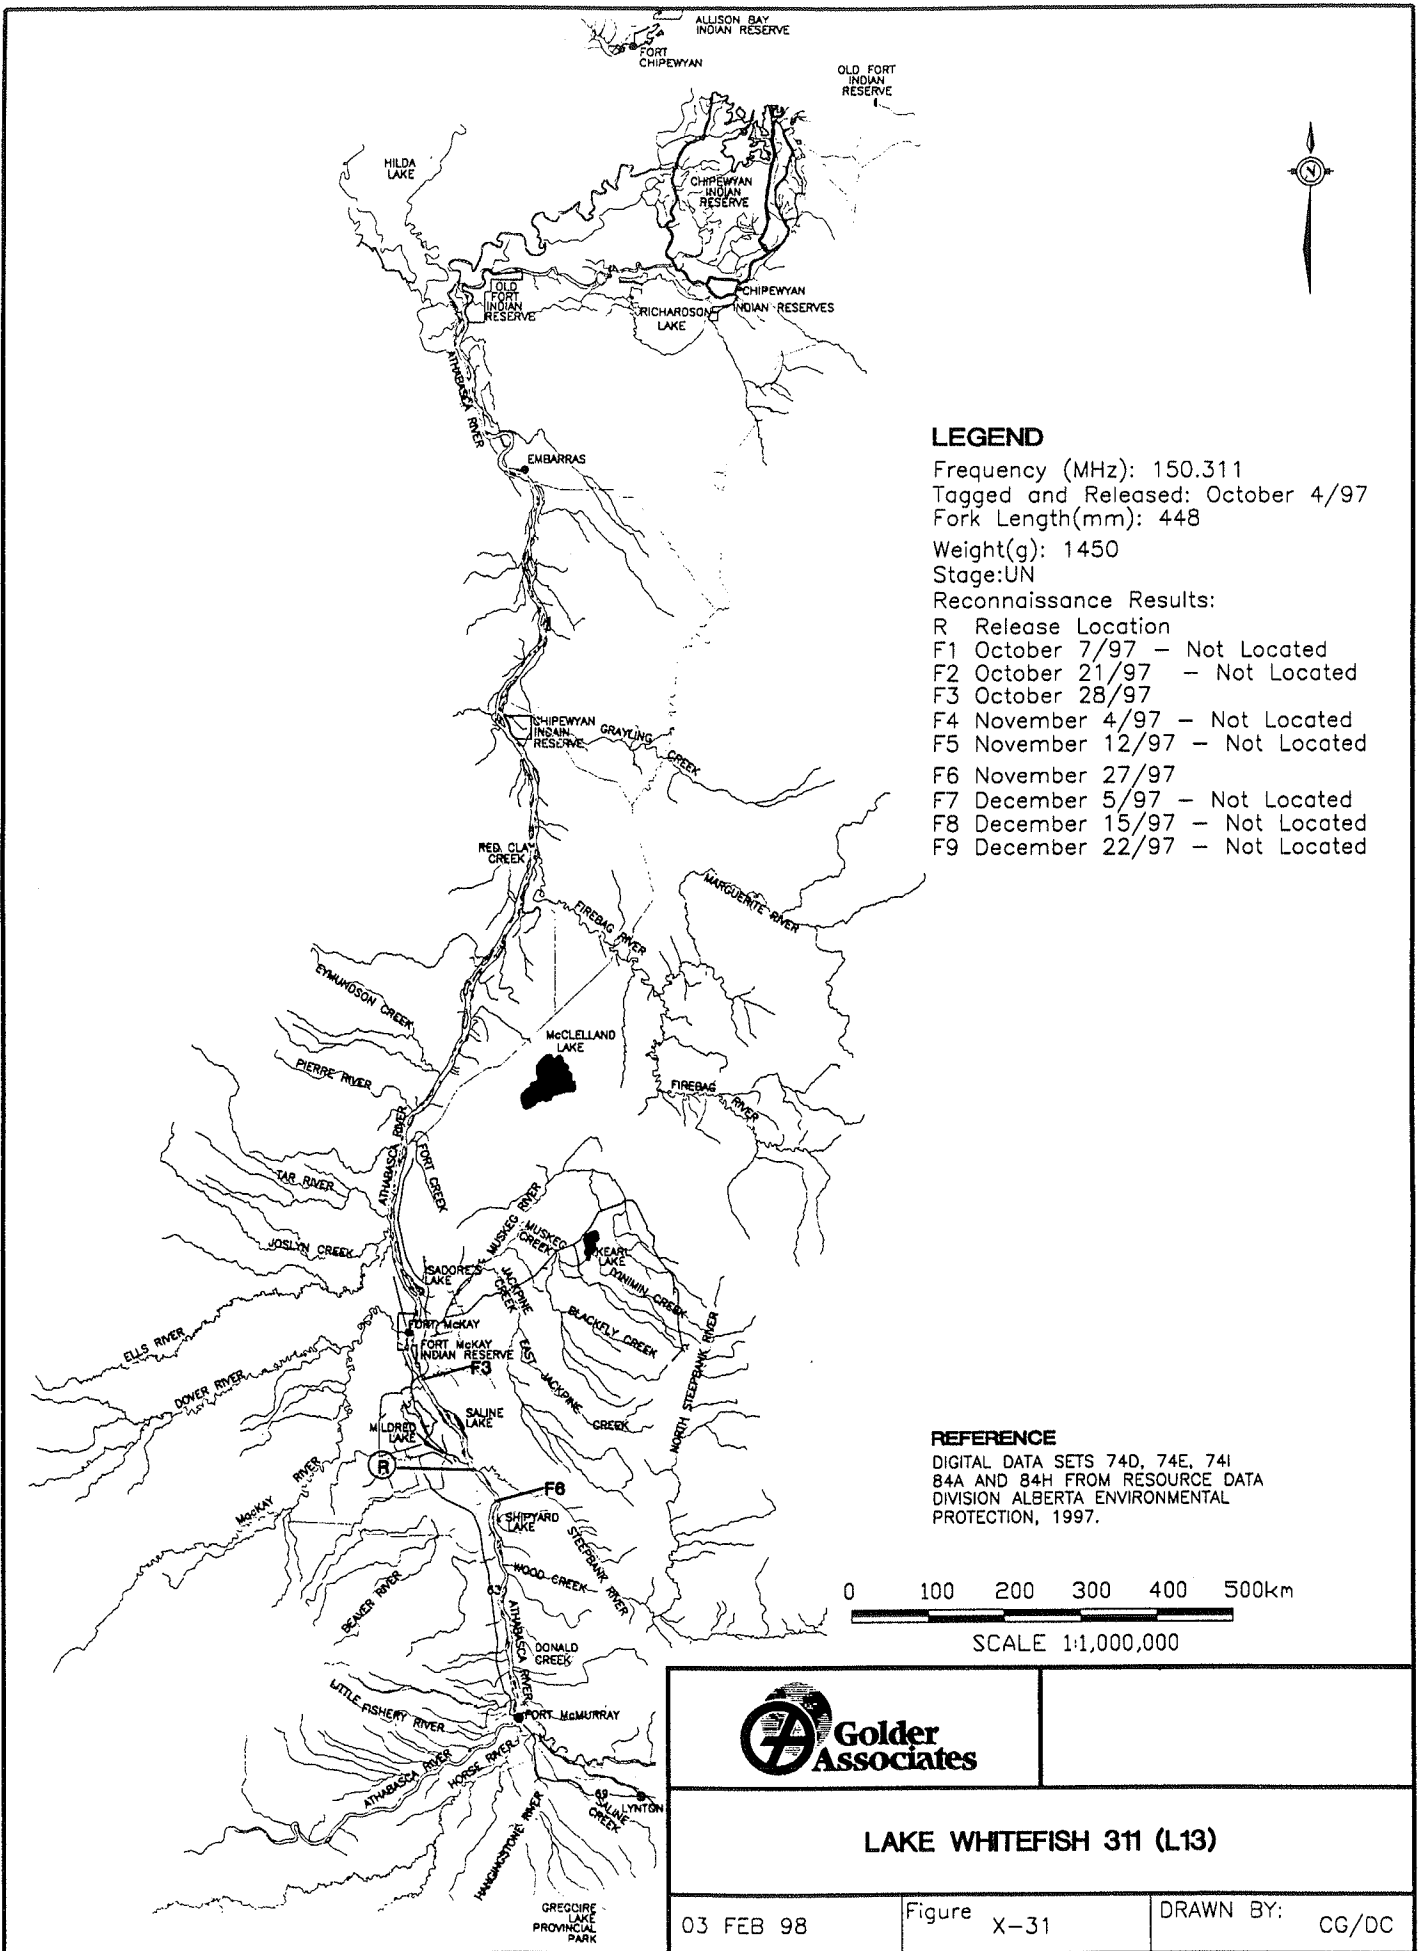 ALLISON BAY
INDIAN RESERVE
FORT
CHIPEWYAN
OLD FORT
INDIAN
RESERVE
HILDA
LAKE
CHIPEWYAN
INDIAN
RESERVE
OLD
FORT
INDIAN
RESERVE
CHIPEWYAN
INDIAN RESERVES
RICHARDSON
LAKE
ATHABASCA RIVER
EMBARRAS
LEGEND
Frequency (MHz): 150.311
Tagged and Released: October 4/97
Fork Length(mm): 448
Weight(g): 1450
Stage:UN
Reconnaissance Results:
R Release Location
F1 October 7/97 – Not Located
F2 October 21/97 – Not Located
F3 October 28/97
F4 November 4/97 – Not Located
F5 November 12/97 – Not Located
F6 November 27/97
F7 December 5/97 – Not Located
F8 December 15/97 – Not Located
F9 December 22/97 – Not Located
CHIPEWYAN
INDAIN
RESERVE
GRAYLING
CREEK
RED CLAY
CREEK
MARGUERITE RIVER
FIREBAG RIVER
EYMUNDSON CREEK
McCLELLAND
LAKE
PIERRE RIVER
FIREBAG
RIVER
ATHABASCA RIVER
FORT CREEK
TAR RIVER
JOSLYN CREEK
MUSKEG RIVER
MUSKEG
CREEK
KEARL
LAKE
ISADORE'S
LAKE
JACKPINE
CREEK
IYINIMIN CREEK
BLACKFLY CREEK
FORT McKAY
FORT McKAY
INDIAN RESERVE
ELLS RIVER
F3
EAST
JACKPINE
CREEK
NORTH STEEPBANK RIVER
DOVER RIVER
SALINE
LAKE
MILDRED
LAKE
R
RIVER
MacKAY
F6
SHIPYARD
LAKE
STEEPBANK RIVER
WOOD CREEK
63
BEAVER RIVER
ATHABASCA RIVER
DONALD
CREEK
REFERENCE
DIGITAL DATA SETS 74D, 74E, 74I
84A AND 84H FROM RESOURCE DATA
DIVISION ALBERTA ENVIRONMENTAL
PROTECTION, 1997.
0 100 200 300 400 500km
SCALE 1:1,000,000
LITTLE FISHERY RIVER
FORT McMURRAY
ATHABASCA RIVER
HORSE RIVER
HANGINGSTONE RIVER
69
SALINE
CREEK
LYNTON
GREGOIRE
LAKE
PROVINCIAL
PARK
Golder
Associates
LAKE WHITEFISH 311 (L13)
03 FEB 98
Figure X-31
DRAWN BY: CG/DC